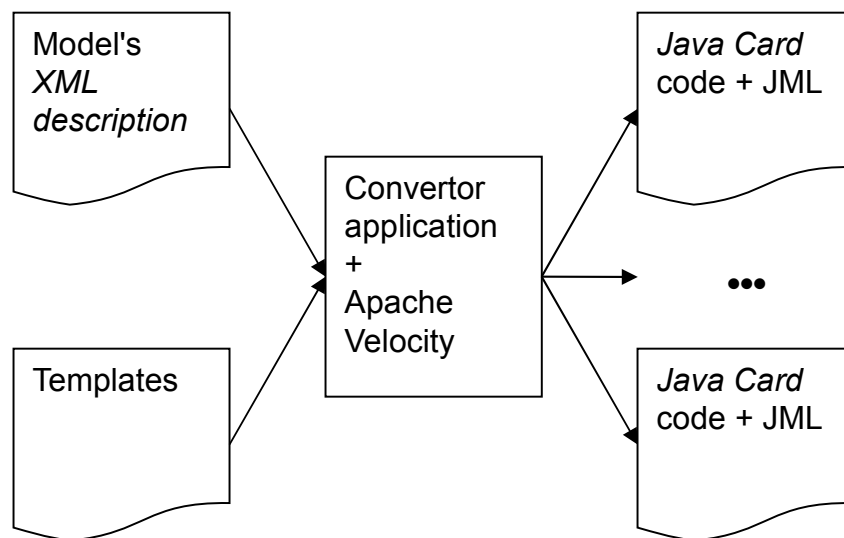 Model's
XML
description
Templates
Convertor
application
+
Apache
Velocity
Java Card
code + JML
•••
Java Card
code + JML